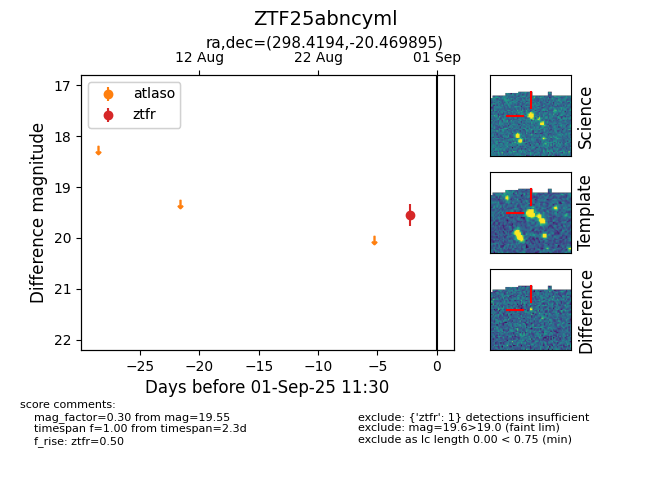 ZTF25abncyml
ra,dec=(298.4194,-20.469895)
12 Aug
22 Aug
01 Sep
atlaso
ztfr
17
18
19
20
21
22
Difference magnitude
−25
−20
−15
−10
−5
0
Days before 01-Sep-25 11:30
Science
Template
Difference
score comments:
mag_factor=0.30 from mag=19.55
timespan f=1.00 from timespan=2.3d
f_rise: ztfr=0.50
exclude: {'ztfr': 1} detections insufficient
exclude: mag=19.6>19.0 (faint lim)
exclude as lc length 0.00 < 0.75 (min)